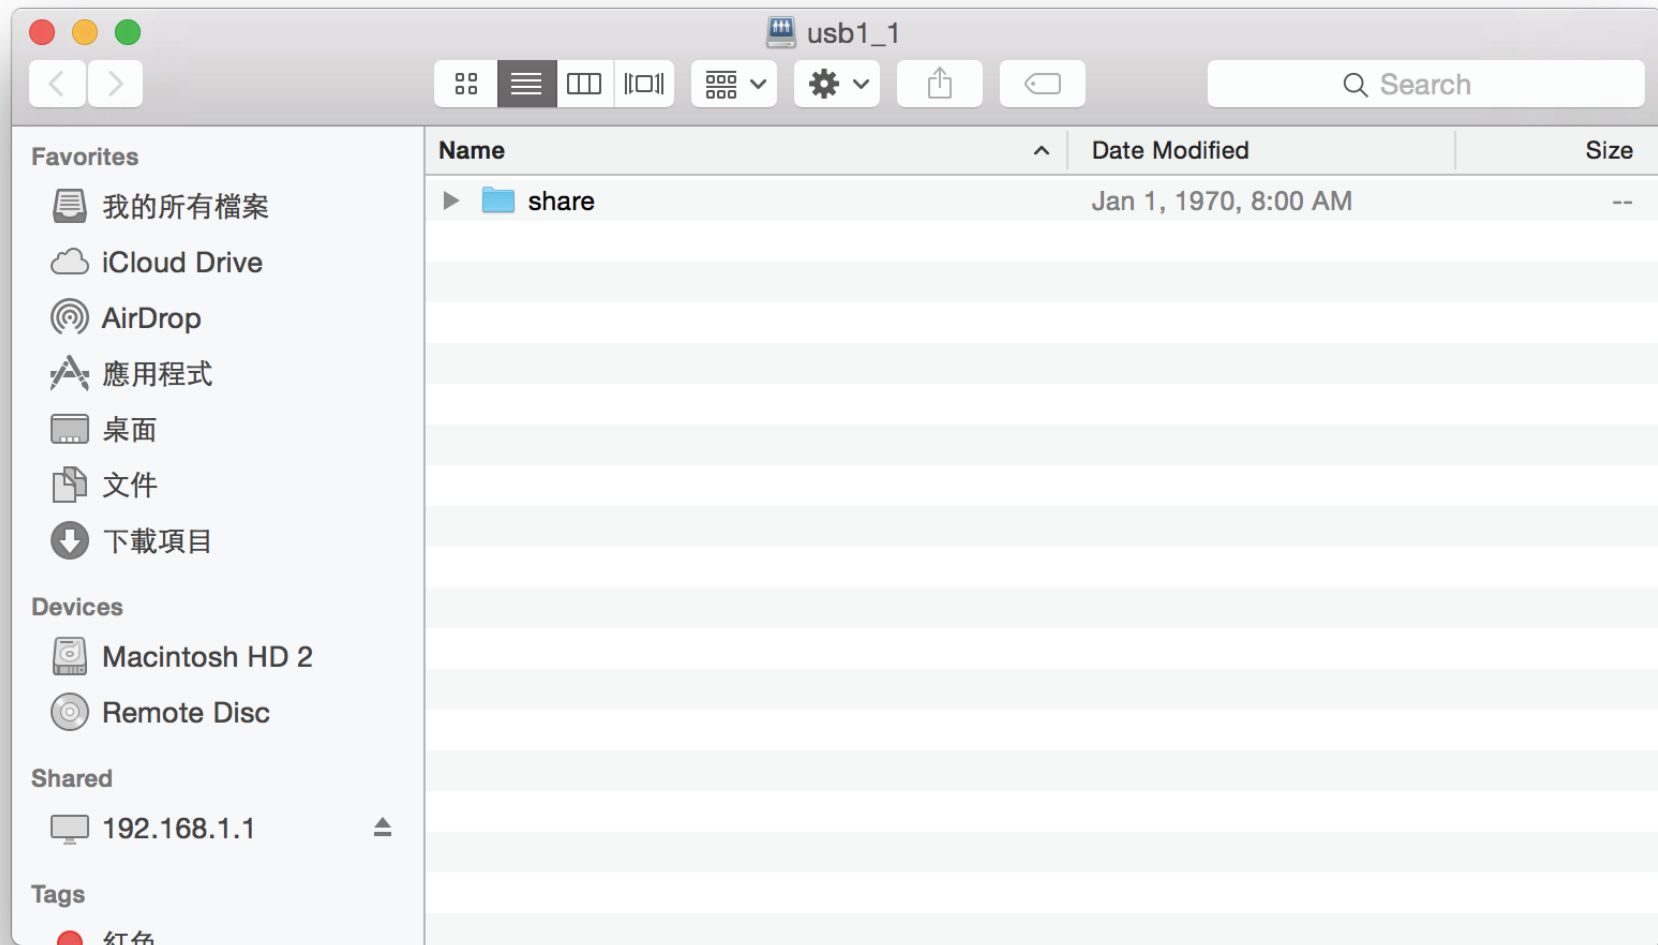 usb1_1
Search
Favorites
我的所有檔案
iCloud Drive
AirDrop
應用程式
桌面
文件
下載項目
Devices
Macintosh HD 2
Remote Disc
Shared
192.168.1.1
Tags
紅色
Name Date Modified Size
share Jan 1, 1970, 8:00 AM --